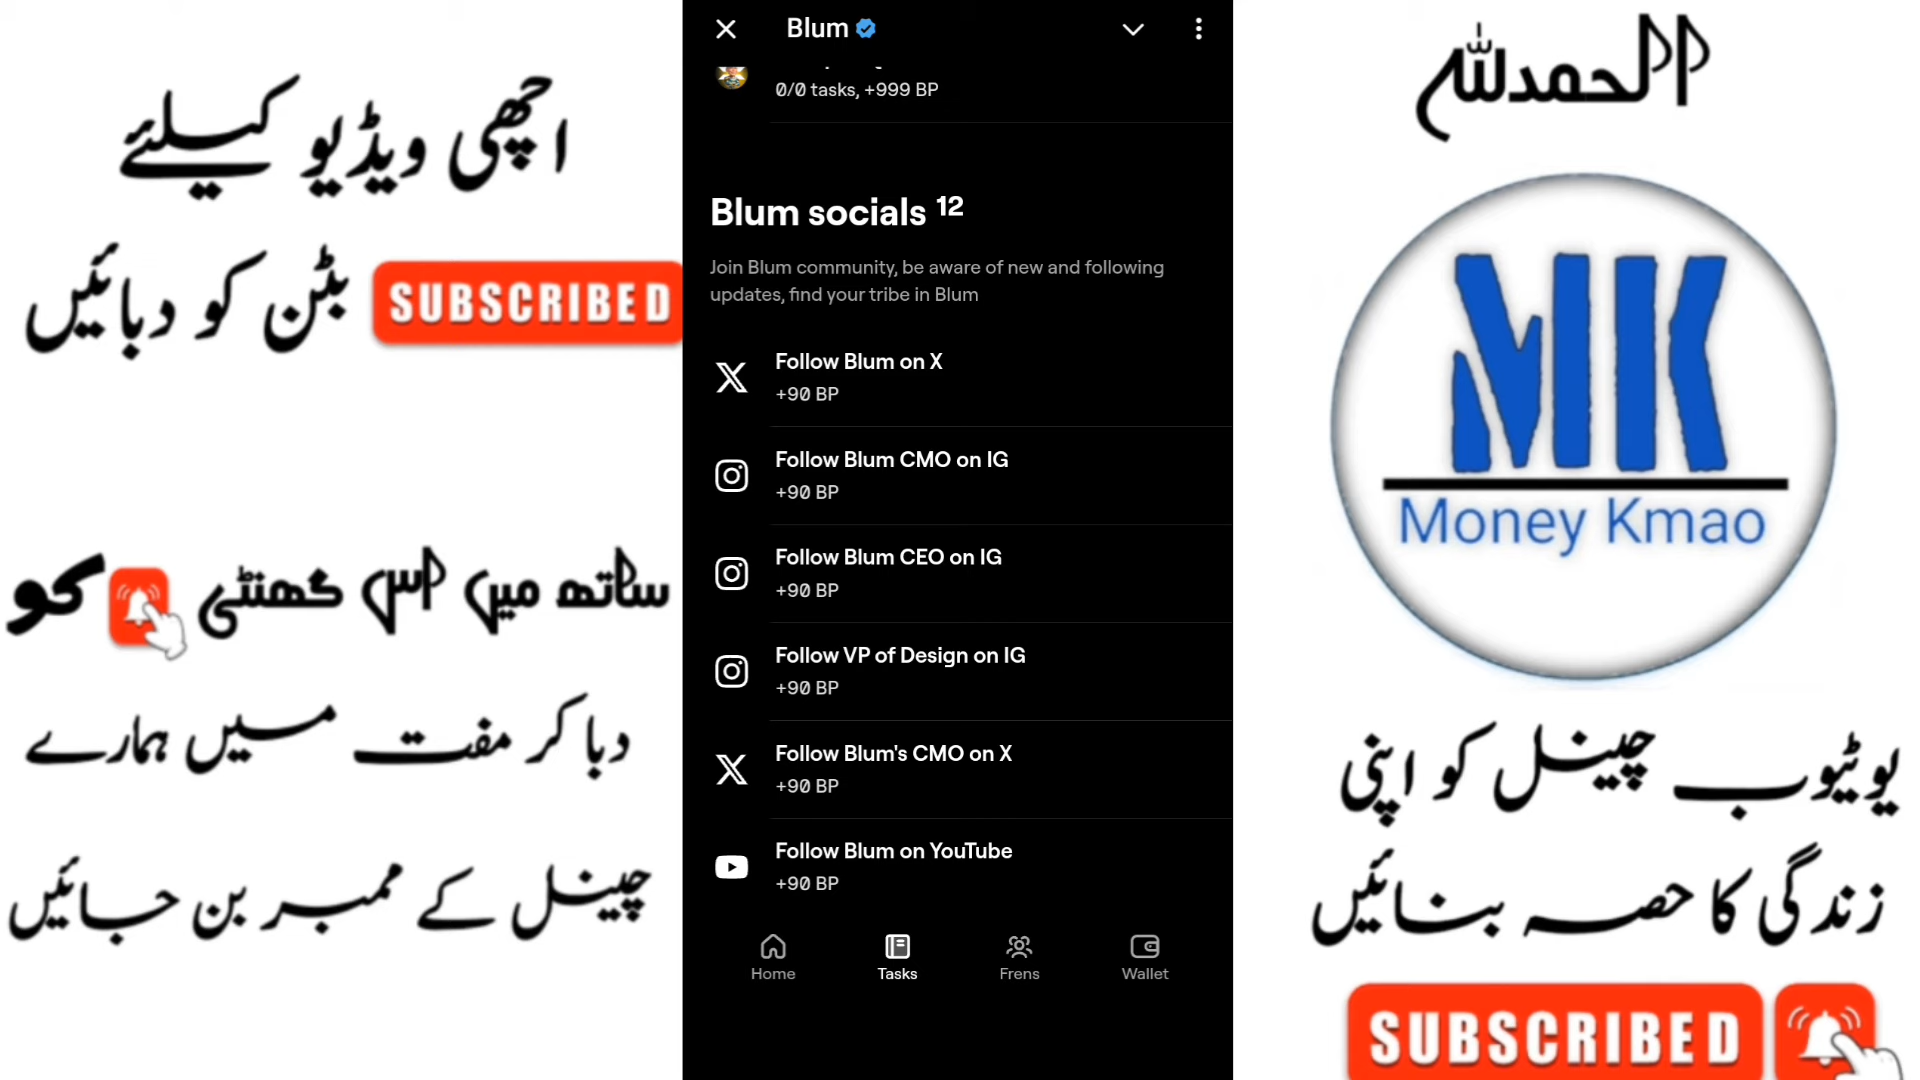 اچھی ویڈیو کیلئے
SUBSCRIBED بٹن کو دبائیں
ساتھ میں اس گھنٹی کو
دبا کر مفت میں ہمارے
چینل کے ممبر بن جائیں
Blum
0/0 tasks, +999 BP
Blum socials 12
Join Blum community, be aware of new and following
updates, find your tribe in Blum
Follow Blum on X
+90 BP
Follow Blum CMO on IG
+90 BP
Follow Blum CEO on IG
+90 BP
Follow VP of Design on IG
+90 BP
Follow Blum's CMO on X
+90 BP
Follow Blum on YouTube
+90 BP
Home
Tasks
Frens
Wallet
الحمدللہ
MK
Money Kmao
یوٹیوب چینل کو اپنی
زندگی کا حصہ بنائیں
SUBSCRIBED